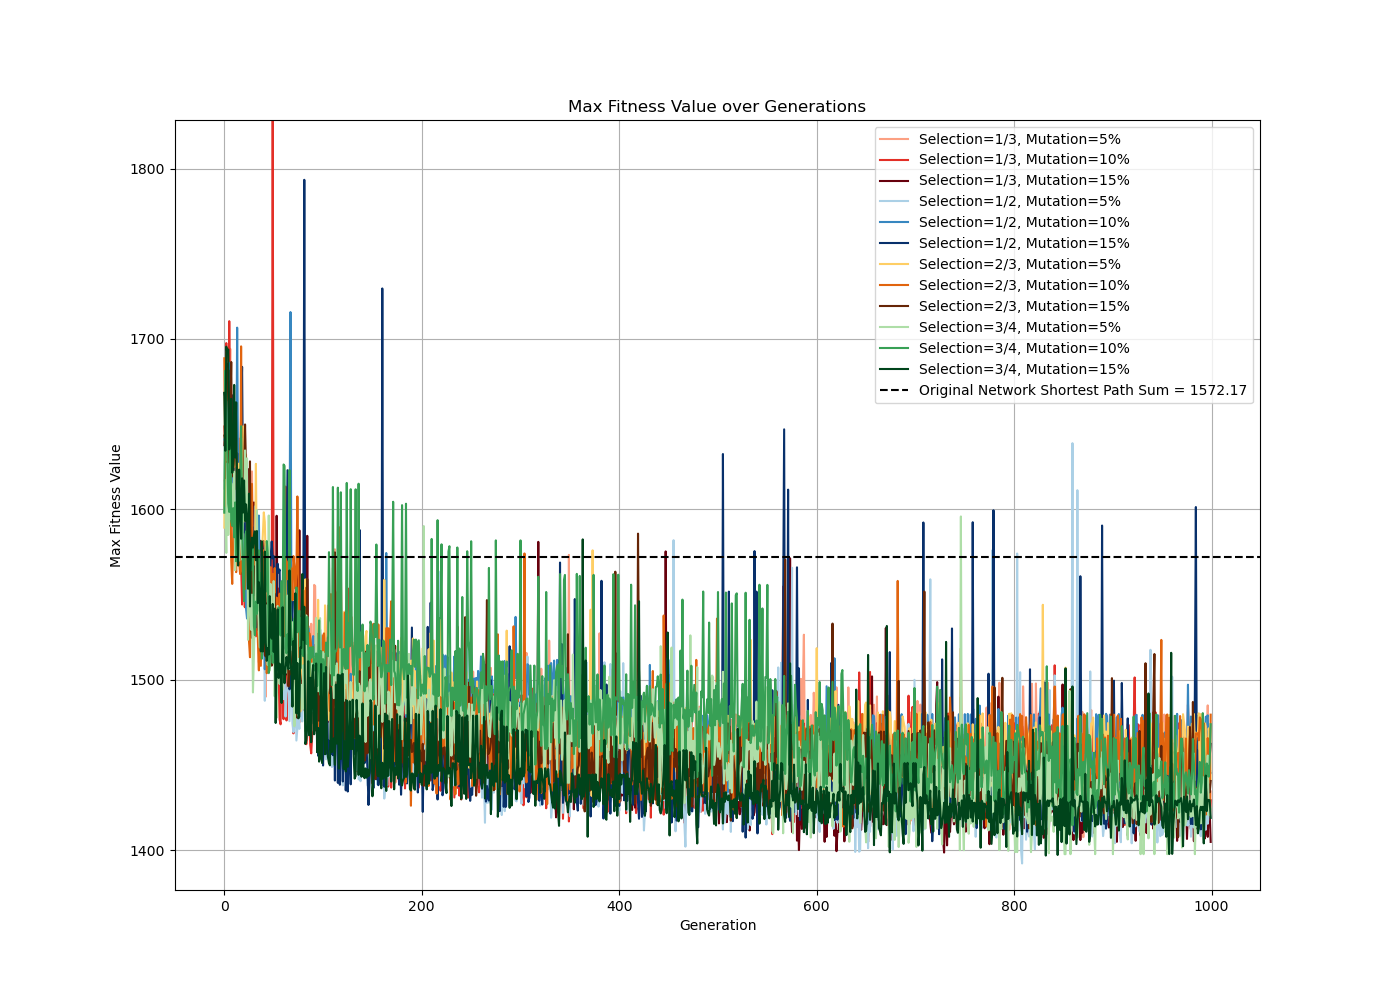 Max Fitness Value over Generations
1800
1700
1600
1500
1400
Max Fitness Value
0
200
400
600
800
1000
Generation
Selection=1/3, Mutation=5%
Selection=1/3, Mutation=10%
Selection=1/3, Mutation=15%
Selection=1/2, Mutation=5%
Selection=1/2, Mutation=10%
Selection=1/2, Mutation=15%
Selection=2/3, Mutation=5%
Selection=2/3, Mutation=10%
Selection=2/3, Mutation=15%
Selection=3/4, Mutation=5%
Selection=3/4, Mutation=10%
Selection=3/4, Mutation=15%
Original Network Shortest Path Sum = 1572.17